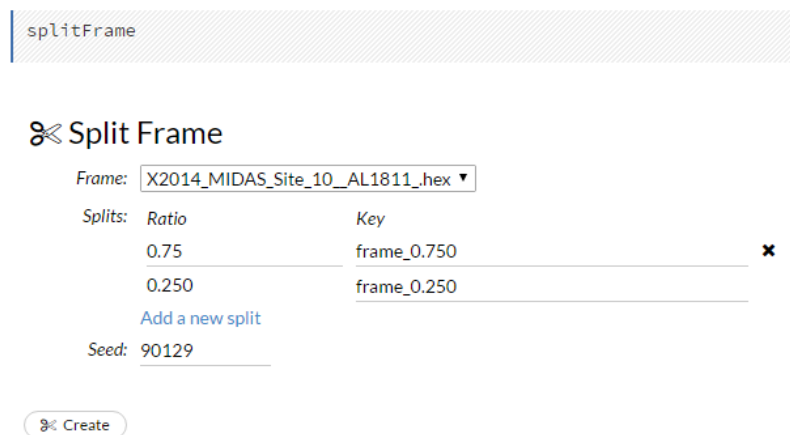 splitFrame
Split Frame
Frame: X2014_MIDAS_Site_10__AL1811_.hex
Splits: Ratio Key
0.75 frame_0.750
0.250 frame_0.250
Add a new split
Seed: 90129
Create